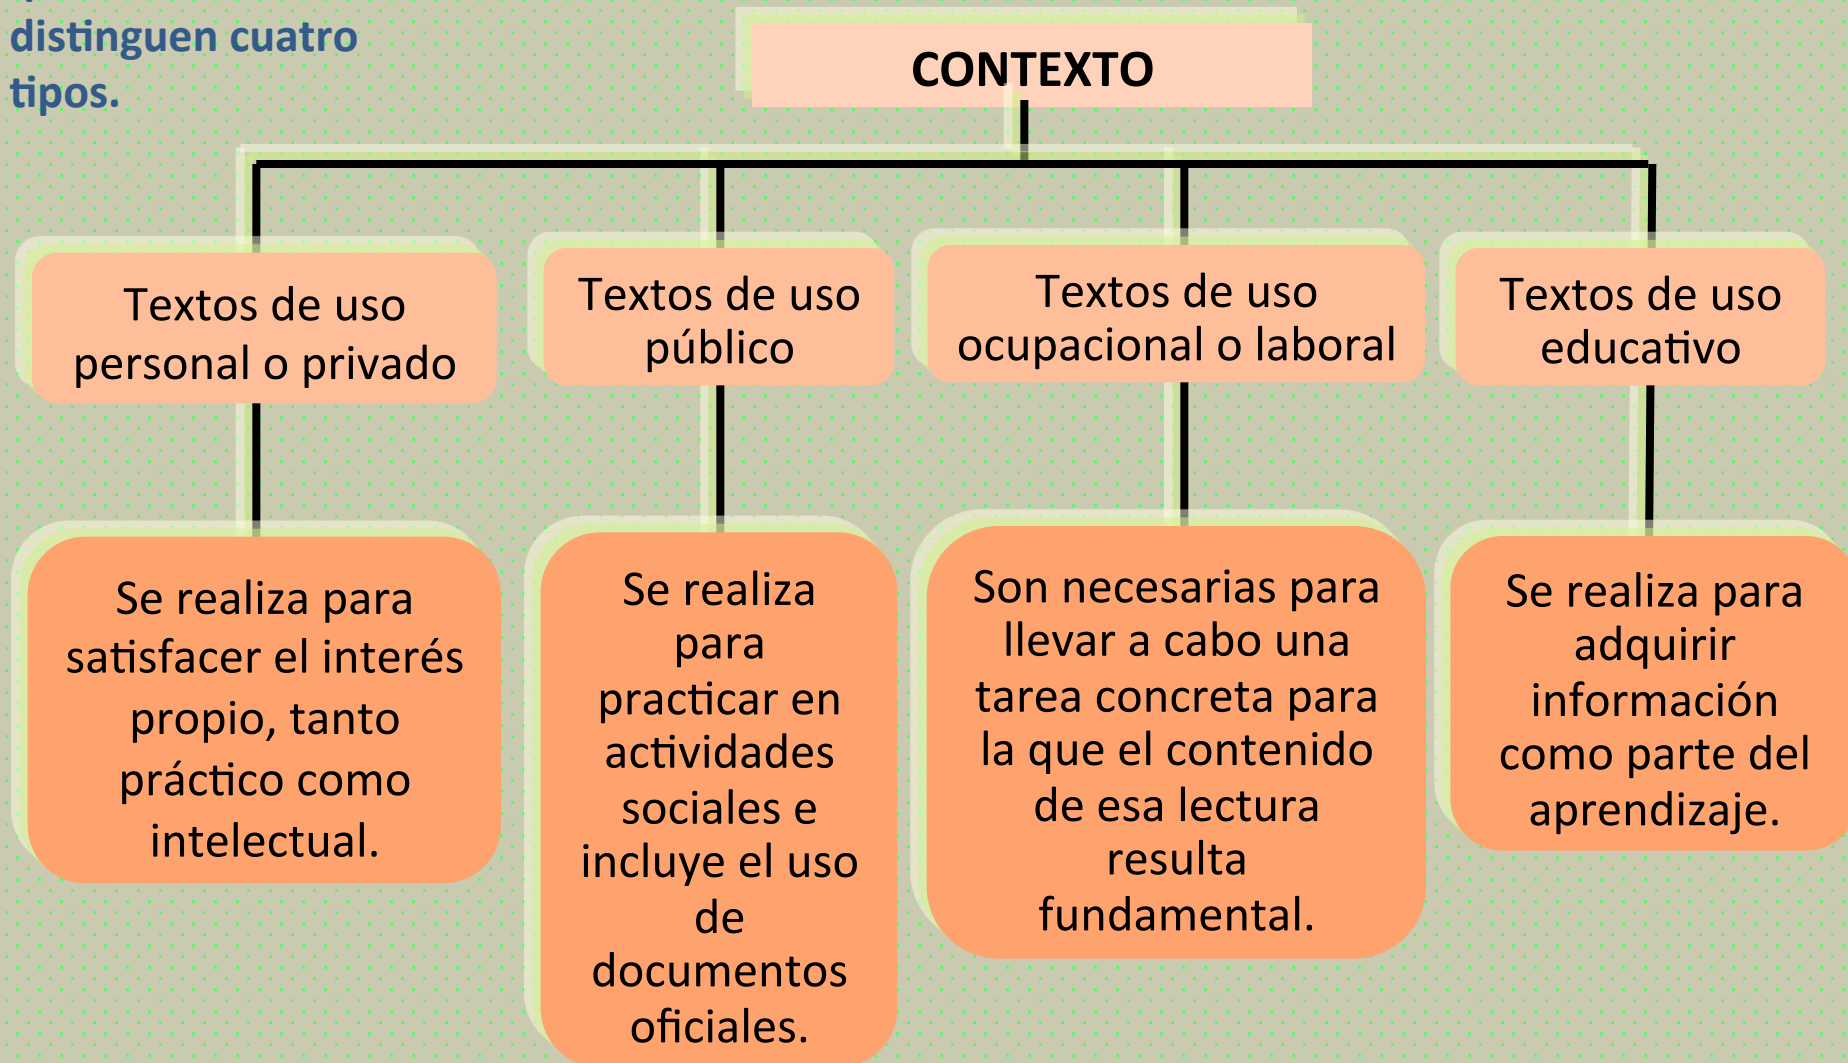 distinguen cuatro
tipos.
CONTEXTO
Textos de uso
personal o privado
Textos de uso
público
Textos de uso
ocupacional o laboral
Textos de uso
educativo
Se realiza para
satisfacer el interés
propio, tanto
práctico como
intelectual.
Se realiza
para
practicar en
actividades
sociales e
incluye el uso
de
documentos
oficiales.
Son necesarias para
llevar a cabo una
tarea concreta para
la que el contenido
de esa lectura
resulta
fundamental.
Se realiza para
adquirir
información
como parte del
aprendizaje.